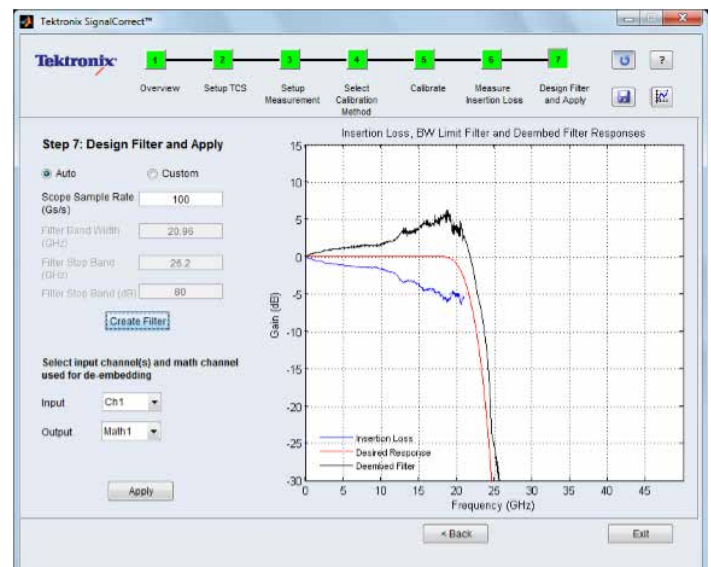 Tektronix SignalCorrect™
Tektronix
1 2 3 4 5 6 7
Overview Setup TCS Setup Measurement Select Calibration Method Calibrate Measure Insertion Loss Design Filter and Apply
?
Step 7: Design Filter and Apply
Auto Custom
Scope Sample Rate (Gs/s) 100
Filter Band Width (GHz) 20.96
Filter Stop Band (GHz) 26.2
Filter Stop Band (dB) 60
Create Filter
Select input channel(s) and math channel
used for de-embedding
Input Ch1
Output Math1
Apply
Insertion Loss, BW Limit Filter and Deembed Filter Responses
Gain (dB)
15
10
5
0
-5
-10
-15
-20
-25
-30
Insertion Loss
Desired Response
Deembed Filter
0 5 10 15 20 25 30 35 40 45
Frequency (GHz)
< Back Exit